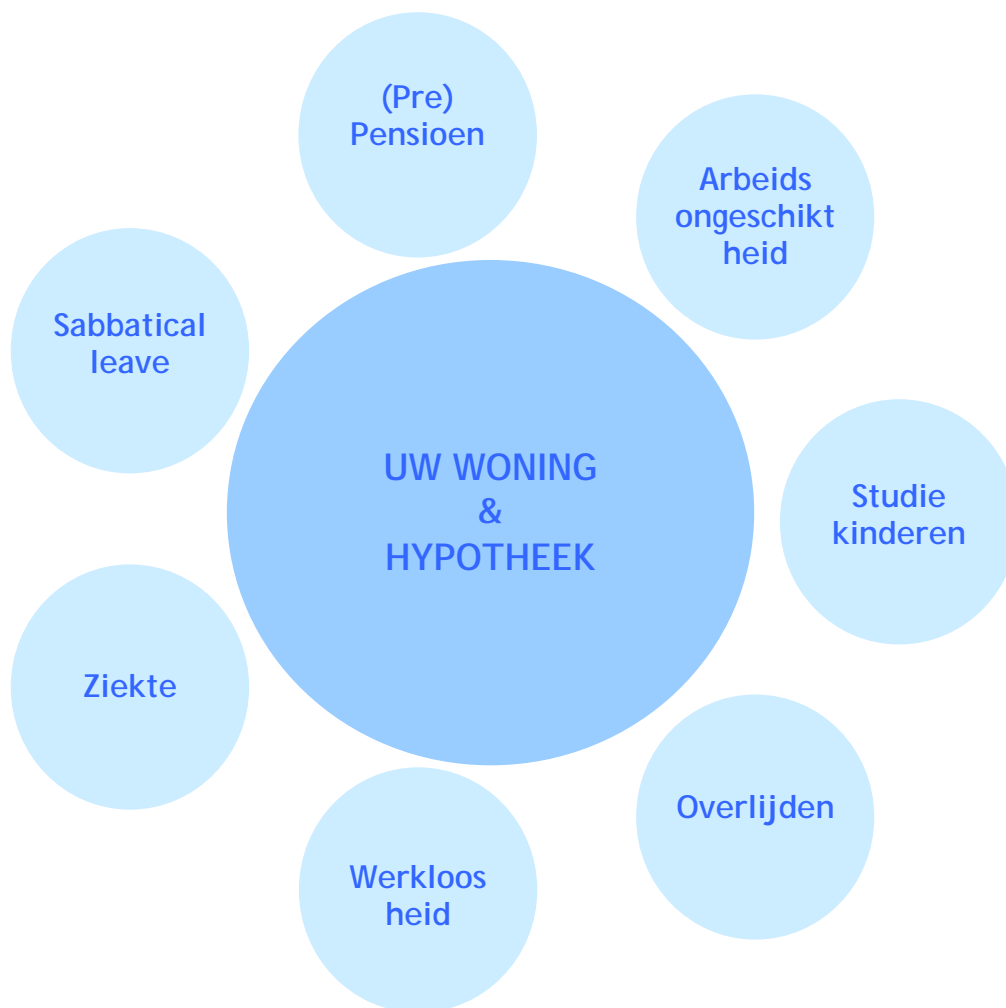 (Pre)
Pensioen
Arbeids
ongeschikt
heid
Sabbatical
leave
UW WONING
&
HYPOTHEEK
Studie
kinderen
Ziekte
Overlijden
Werkloos
heid